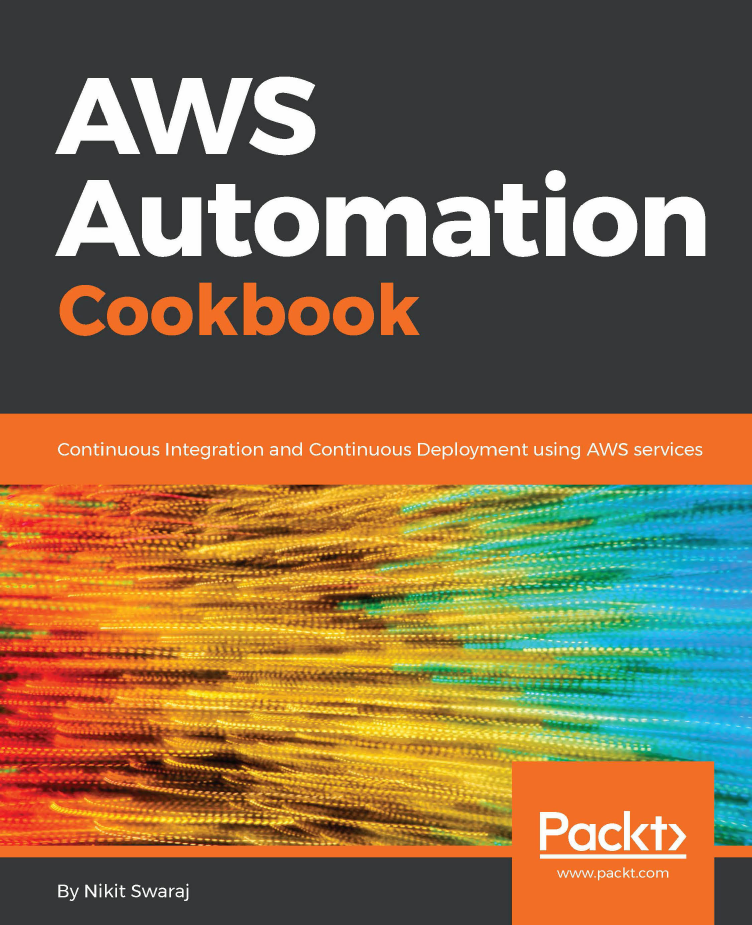 AWS
Automation
Cookbook
Continuous Integration and Continuous Deployment using AWS services
Packt>
www.packt.com
By Nikit Swaraj